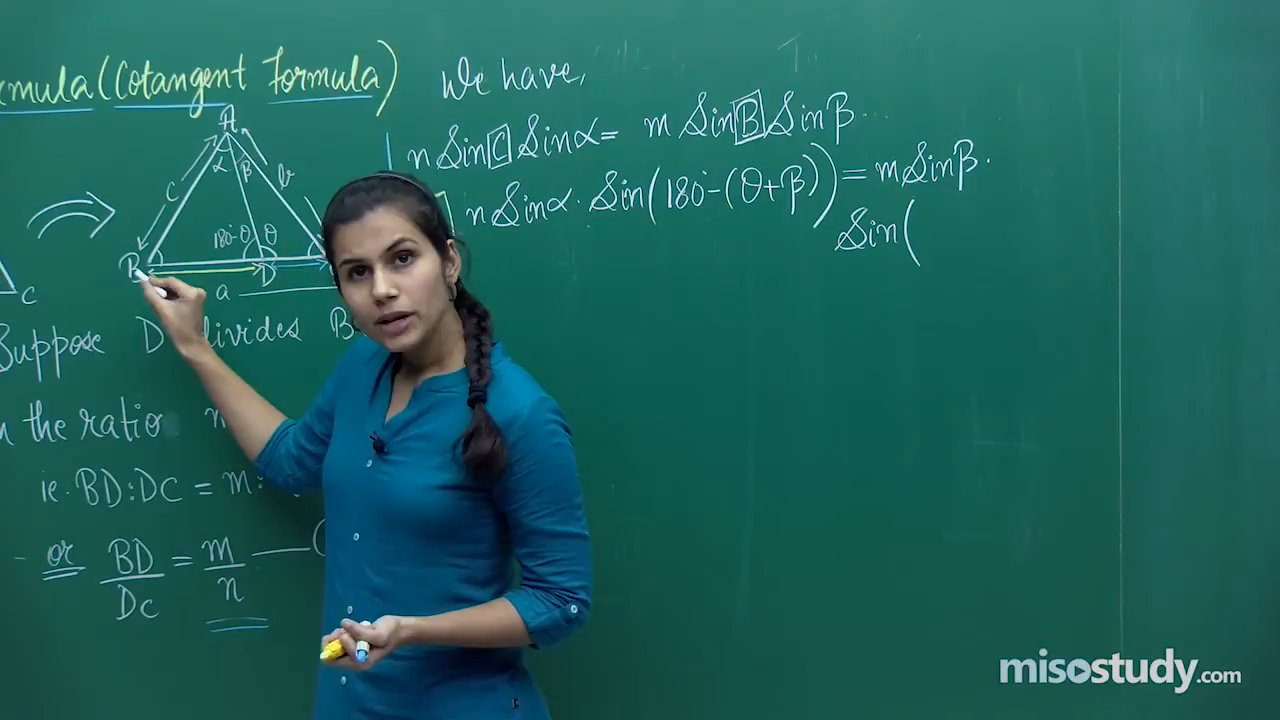 rmula (Cotangent Formula)
A
c
α
β
b
180°-θ
θ
B
D
a
C
Suppose D divides B
the ratio
ie. BD:DC = m:
or BD/DC = m/n
We have,
n Sin C Sin α = m Sin B Sin β
n Sin α . Sin (180°-(θ+β)) = m Sin β .
Sin (
misostudy.com